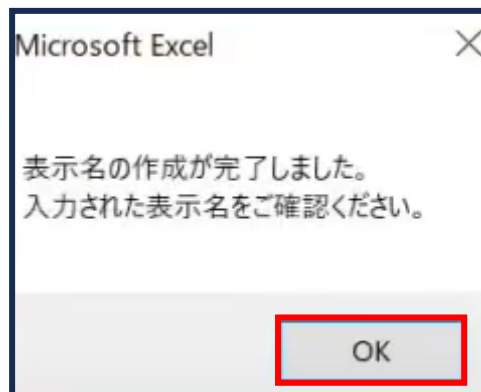 Microsoft Excel
表示名の作成が完了しました。
入力された表示名をご確認ください。
OK